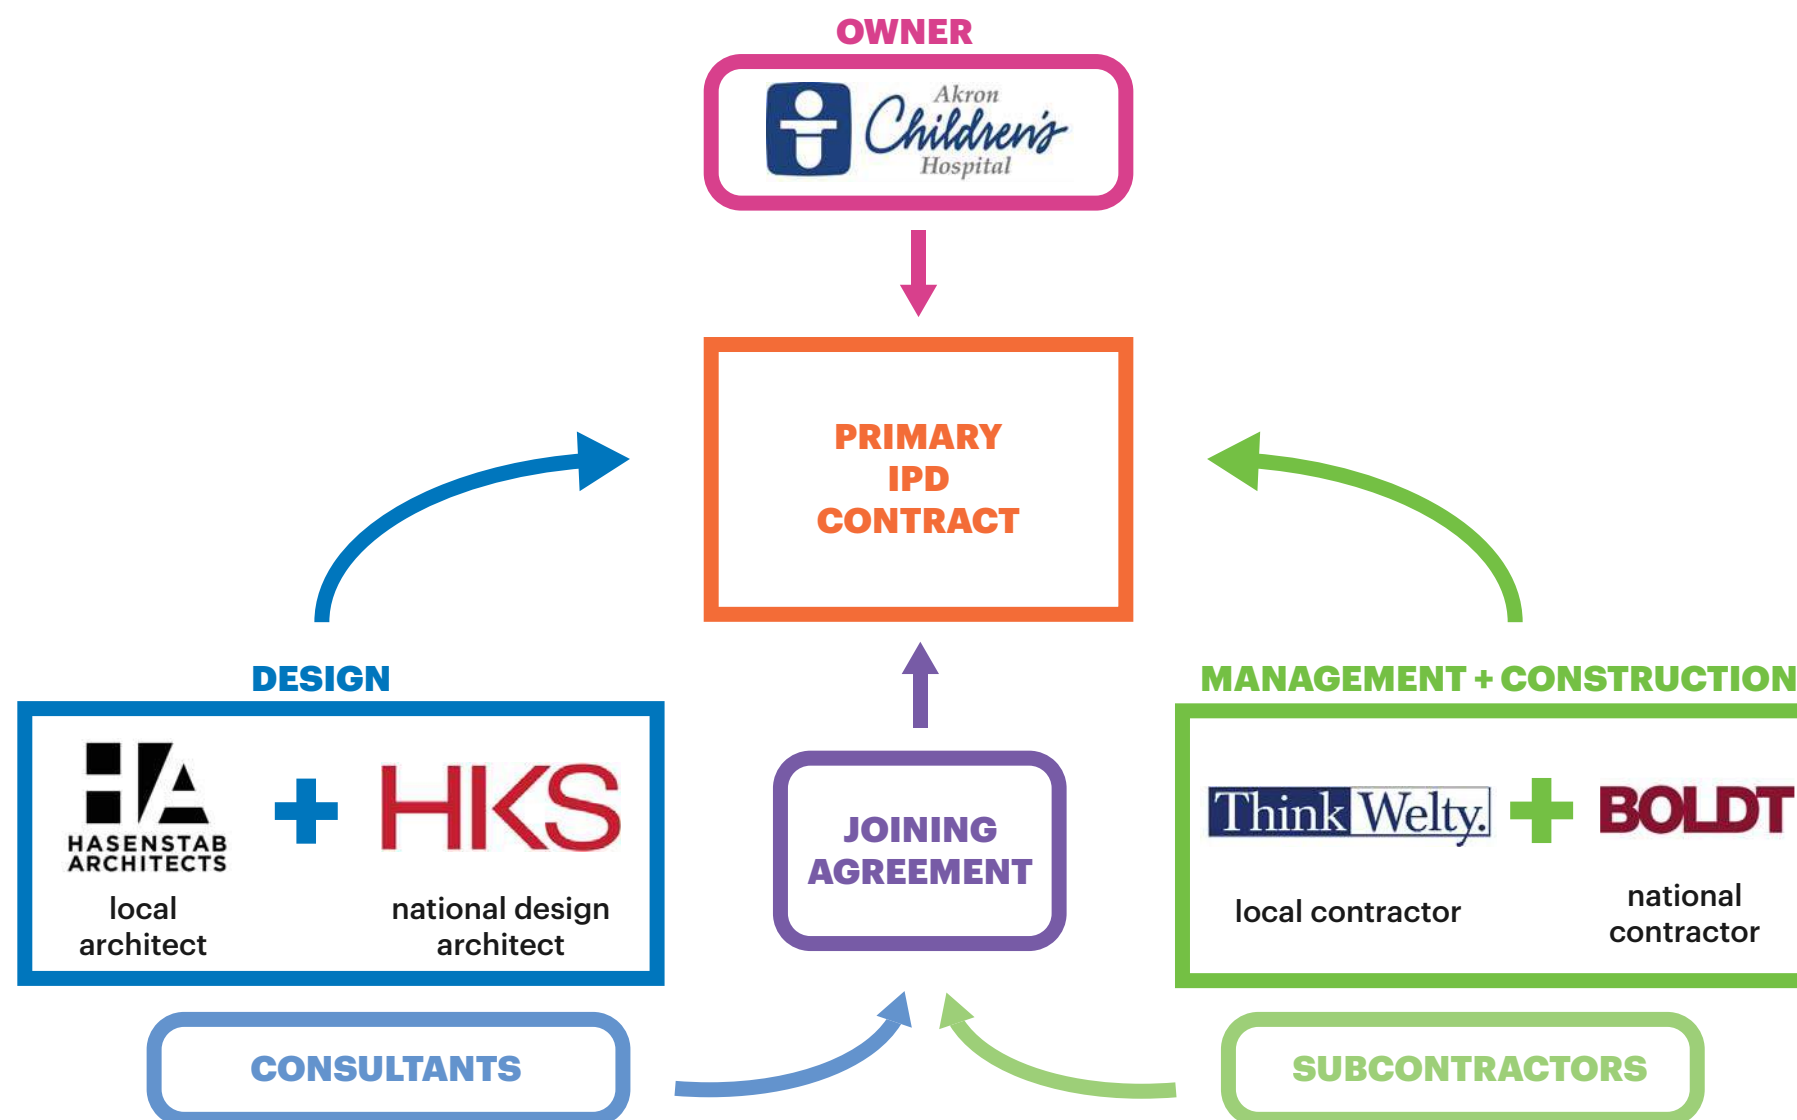 OWNER
Akron
Children's
Hospital
PRIMARY
IPD
CONTRACT
DESIGN
HA
HASENSTAB
ARCHITECTS
HKS
local
architect
national design
architect
JOINING
AGREEMENT
MANAGEMENT + CONSTRUCTION
Think Welty.
BOLDT
local contractor
national
contractor
CONSULTANTS
SUBCONTRACTORS